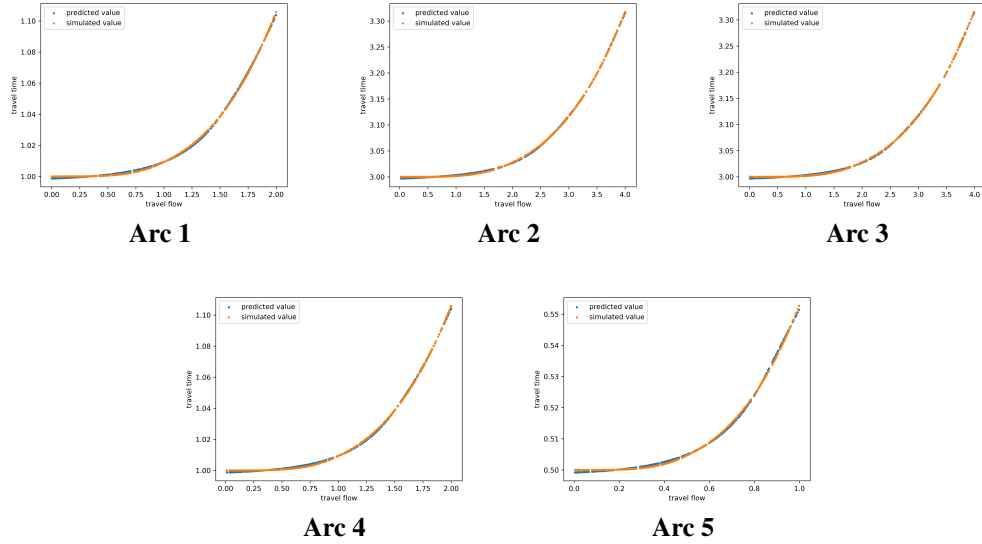 predicted value
simulated value
1.10
1.08
1.06
1.04
1.02
1.00
travel time
0.00 0.25 0.50 0.75 1.00 1.25 1.50 1.75 2.00
travel flow
Arc 1
predicted value
simulated value
3.30
3.25
3.20
3.15
3.10
3.05
3.00
travel time
0.0 0.5 1.0 1.5 2.0 2.5 3.0 3.5 4.0
travel flow
Arc 2
predicted value
simulated value
3.30
3.25
3.20
3.15
3.10
3.05
3.00
travel time
0.0 0.5 1.0 1.5 2.0 2.5 3.0 3.5 4.0
travel flow
Arc 3
predicted value
simulated value
1.10
1.08
1.06
1.04
1.02
1.00
travel time
0.00 0.25 0.50 0.75 1.00 1.25 1.50 1.75 2.00
travel flow
Arc 4
predicted value
simulated value
0.55
0.54
0.53
0.52
0.51
0.50
travel time
0.0 0.2 0.4 0.6 0.8 1.0
travel flow
Arc 5